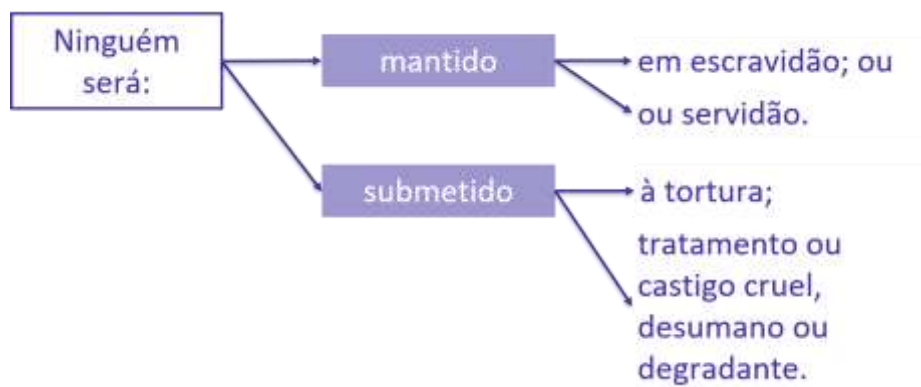 Ninguém
será:
mantido
em escravidão; ou
ou servidão.
submetido
à tortura;
tratamento ou
castigo cruel,
desumano ou
degradante.